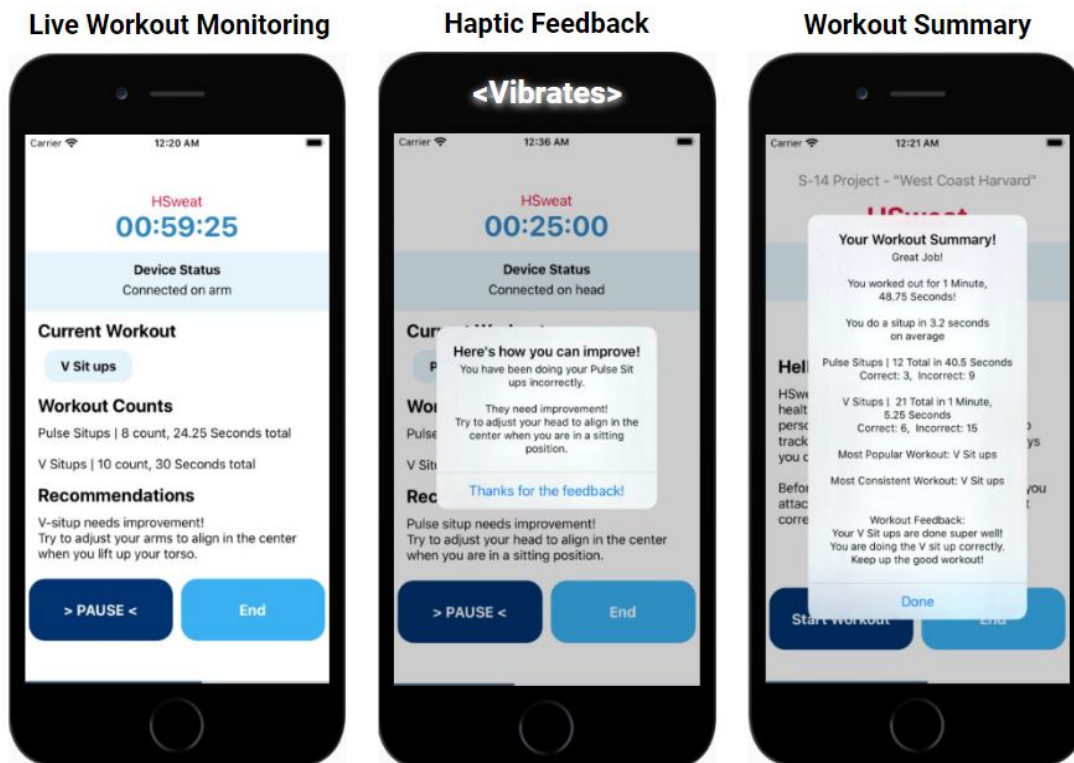 Live Workout Monitoring
Haptic Feedback
Workout Summary
Carrier
12:20 AM
HSweat
00:59:25
Device Status
Connected on arm
Current Workout
V Sit ups
Workout Counts
Pulse Situps | 8 count, 24.25 Seconds total
V Situps | 10 count, 30 Seconds total
Recommendations
V-situp needs improvement!
Try to adjust your arms to align in the center
when you lift up your torso.
> PAUSE <
End
<Vibrates>
Carrier
12:36 AM
HSweat
00:25:00
Device Status
Connected on head
Here's how you can improve!
You have been doing your Pulse Sit
ups incorrectly.
They need improvement!
Try to adjust your head to align in the
center when you are in a sitting
position.
Thanks for the feedback!
Pulse situp needs improvement!
Try to adjust your head to align in the center
when you are in a sitting position.
> PAUSE <
End
Carrier
12:21 AM
S-14 Project - "West Coast Harvard"
HSweat
Your Workout Summary!
Great Job!
You worked out for 1 Minute,
48.75 Seconds!
You do a situp in 3.2 seconds
on average
Pulse Situps | 12 Total in 40.5 Seconds
Correct: 3, Incorrect: 9
V Situps | 21 Total in 1 Minute,
5.25 Seconds
Correct: 6, Incorrect: 15
Most Popular Workout: V Sit ups
Most Consistent Workout: V Sit ups
Workout Feedback:
Your V Sit ups are done super well!
You are doing the V sit up correctly.
Keep up the good workout!
Done
Start Workout
End